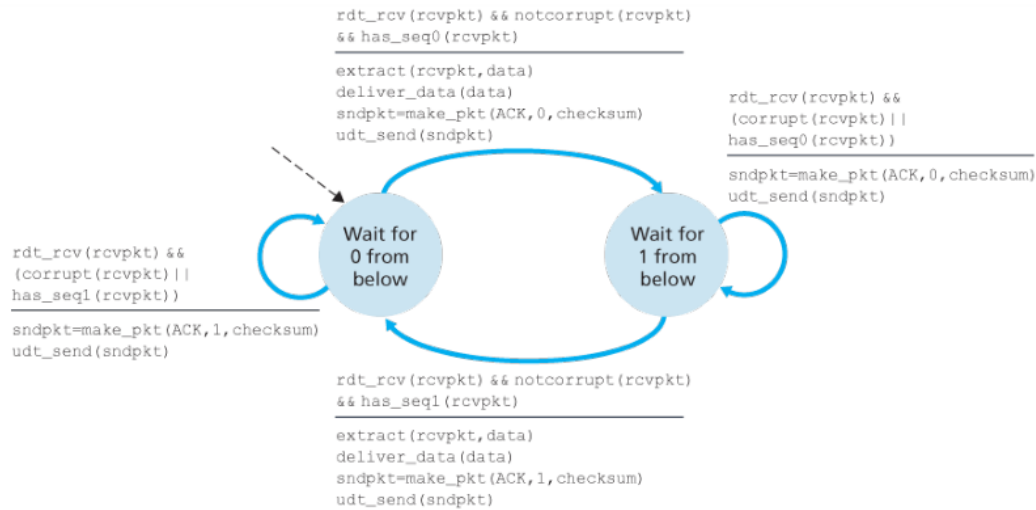 rdt_rcv(rcvpkt) && notcorrupt(rcvpkt)
&& has_seq0(rcvpkt)
extract(rcvpkt,data)
deliver_data(data)
sndpkt=make_pkt(ACK,0,checksum)
udt_send(sndpkt)
rdt_rcv(rcvpkt) &&
(corrupt(rcvpkt)||
has_seq0(rcvpkt))
sndpkt=make_pkt(ACK,0,checksum)
udt_send(sndpkt)
Wait for
0 from
below
Wait for
1 from
below
rdt_rcv(rcvpkt) &&
(corrupt(rcvpkt)||
has_seq1(rcvpkt))
sndpkt=make_pkt(ACK,1,checksum)
udt_send(sndpkt)
rdt_rcv(rcvpkt) && notcorrupt(rcvpkt)
&& has_seq1(rcvpkt)
extract(rcvpkt,data)
deliver_data(data)
sndpkt=make_pkt(ACK,1,checksum)
udt_send(sndpkt)